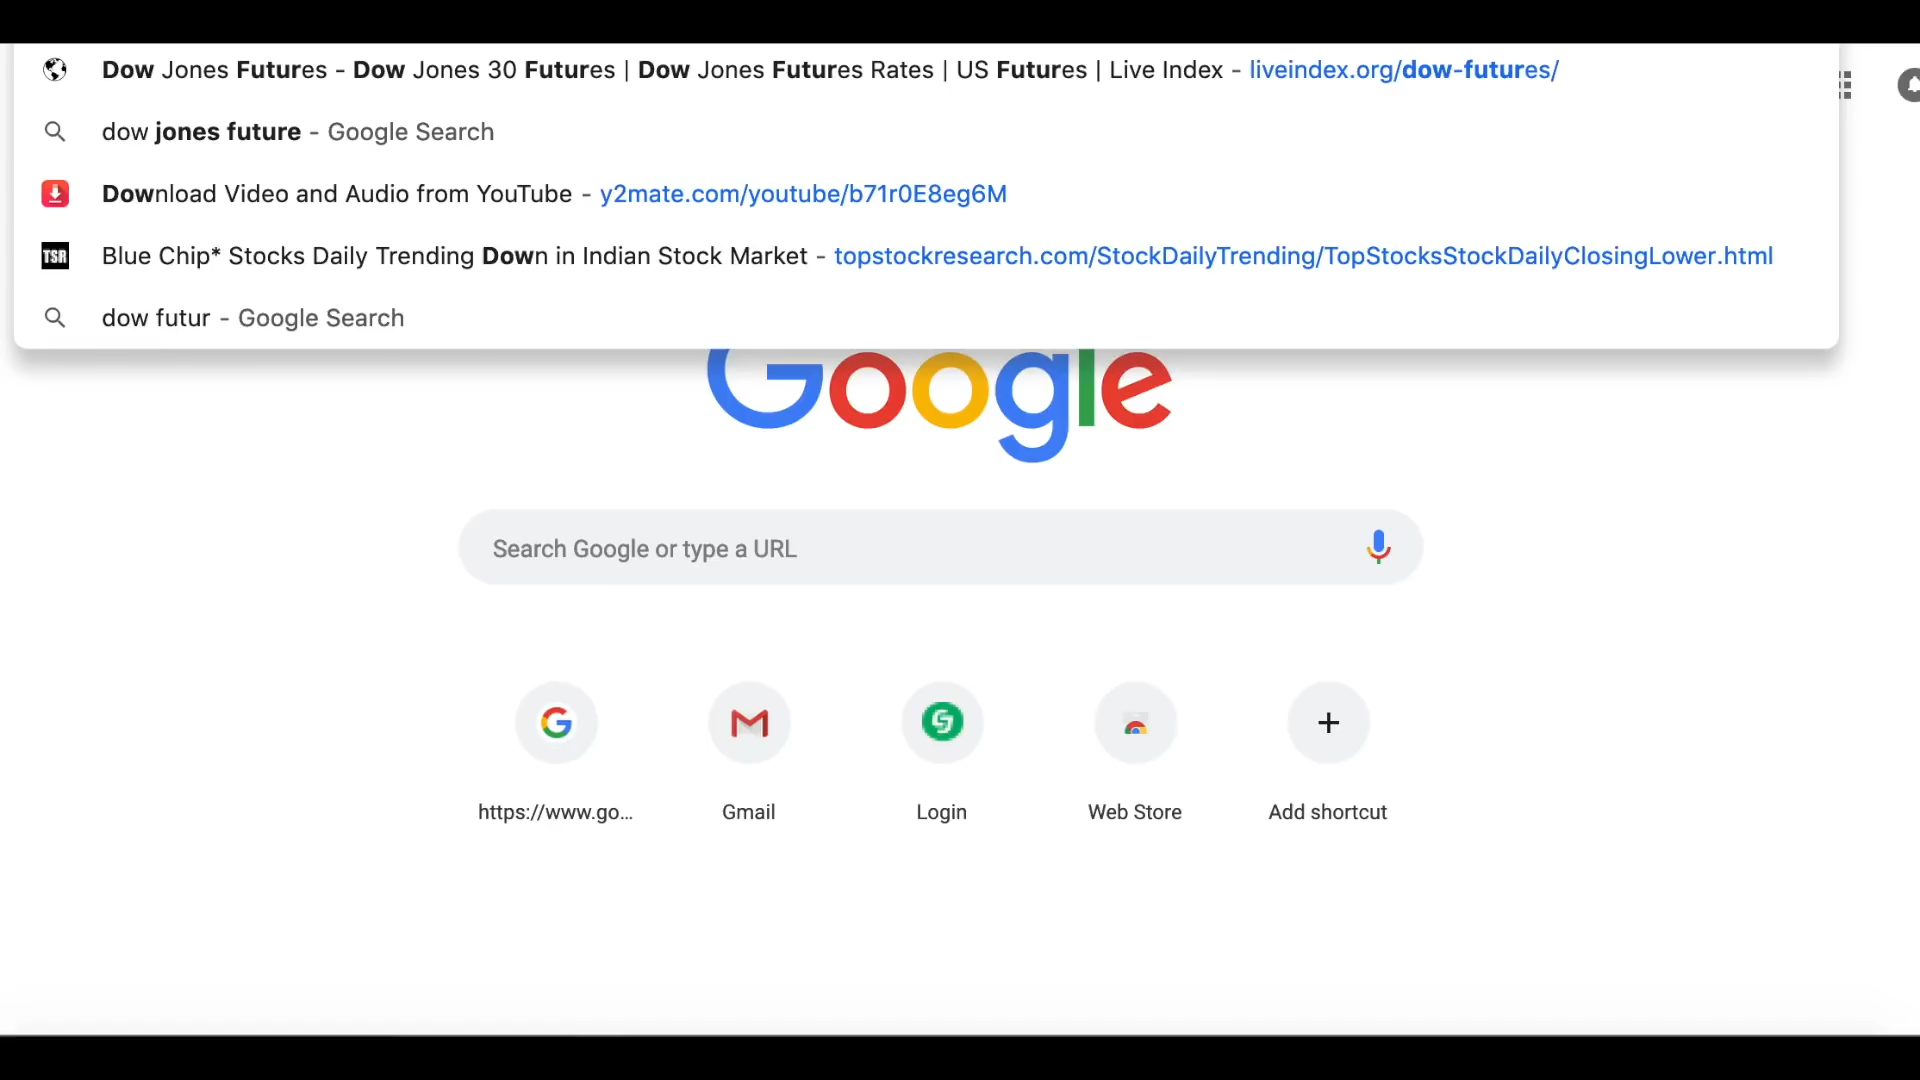 Dow Jones Futures - Dow Jones 30 Futures | Dow Jones Futures Rates | US Futures | Live Index - liveindex.org/dow-futures/
dow jones future - Google Search
Download Video and Audio from YouTube - y2mate.com/youtube/b71r0E8eg6M
TSR Blue Chip* Stocks Daily Trending Down in Indian Stock Market - topstockresearch.com/StockDailyTrending/TopStocksStockDailyClosingLower.html
dow futur - Google Search
Google
Search Google or type a URL
https://www.go...
Gmail
Login
Web Store
Add shortcut